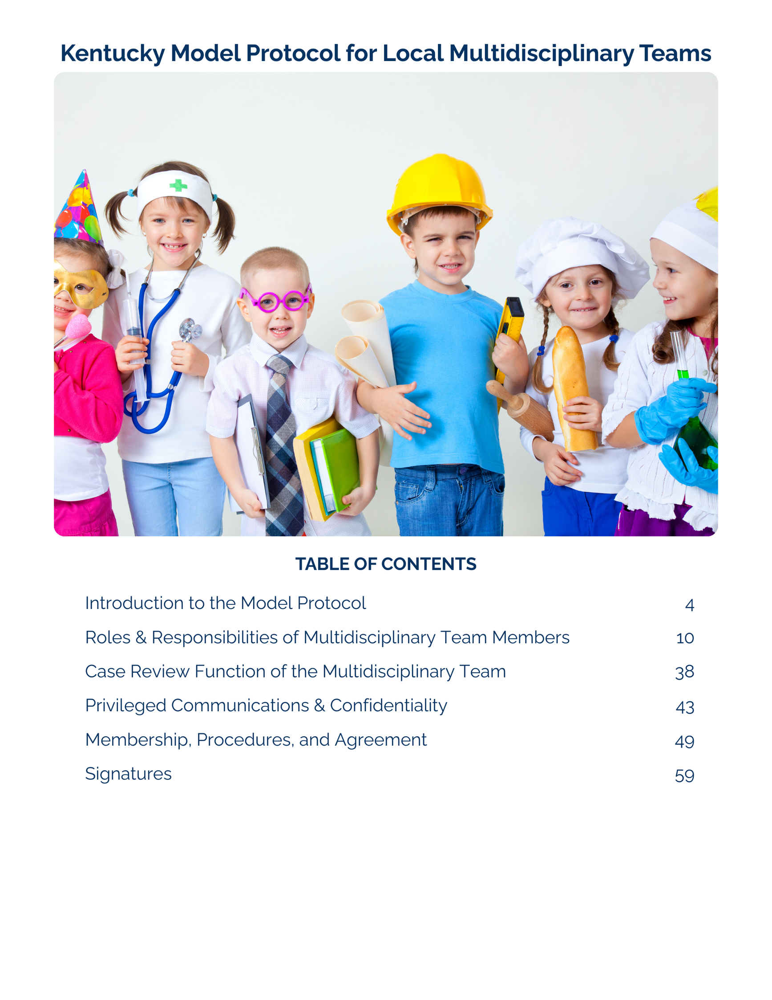 Kentucky Model Protocol for Local Multidisciplinary Teams
TABLE OF CONTENTS
Introduction to the Model Protocol 4
Roles & Responsibilities of Multidisciplinary Team Members 10
Case Review Function of the Multidisciplinary Team 38
Privileged Communications & Confidentiality 43
Membership, Procedures, and Agreement 49
Signatures 59